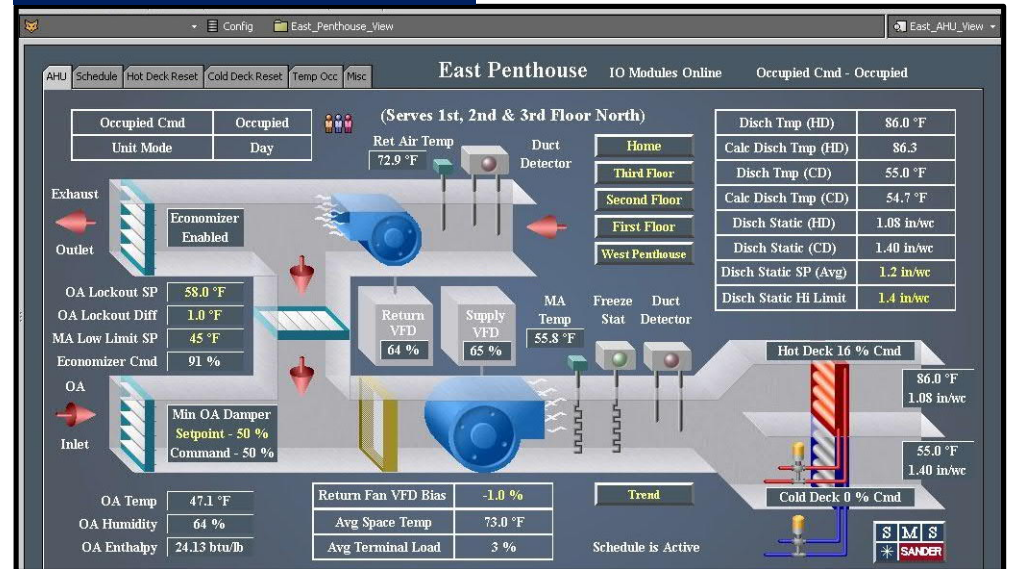 Config East_Penthouse_View East_AHU_View
AHU Schedule Hot Deck Reset Cold Deck Reset Temp Occ Misc
East Penthouse IO Modules Online Occupied Cmd - Occupied
(Serves 1st, 2nd & 3rd Floor North)
Occupied Cmd Occupied
Unit Mode Day
Ret Air Temp
72.9 °F
Duct
Detector
Home
Third Floor
Second Floor
First Floor
West Penthouse
Disch Tmp (HD) 86.0 °F
Calc Disch Tmp (HD) 86.3
Disch Tmp (CD) 55.0 °F
Calc Disch Tmp (CD) 54.7 °F
Disch Static (HD) 1.08 in/wc
Disch Static (CD) 1.40 in/wc
Disch Static SP (Avg) 1.2 in/wc
Disch Static Hi Limit 1.4 in/wc
Exhaust
Outlet
Economizer
Enabled
OA Lockout SP 58.0 °F
OA Lockout Diff 1.0 °F
MA Low Limit SP 45 °F
Economizer Cmd 91 %
OA
Inlet
Return
VFD
64 %
Supply
VFD
65 %
MA
Temp
55.8 °F
Freeze
Stat
Duct
Detector
Hot Deck 16 % Cmd
86.0 °F
1.08 in/wc
55.0 °F
1.40 in/wc
Cold Deck 0 % Cmd
Min OA Damper
Setpoint - 50 %
Command - 50 %
OA Temp 47.1 °F
OA Humidity 64 %
OA Enthalpy 24.13 btu/lb
Return Fan VFD Bias -1.0 %
Avg Space Temp 73.0 °F
Avg Terminal Load 3 %
Trend
Schedule is Active
S M S
SANDER